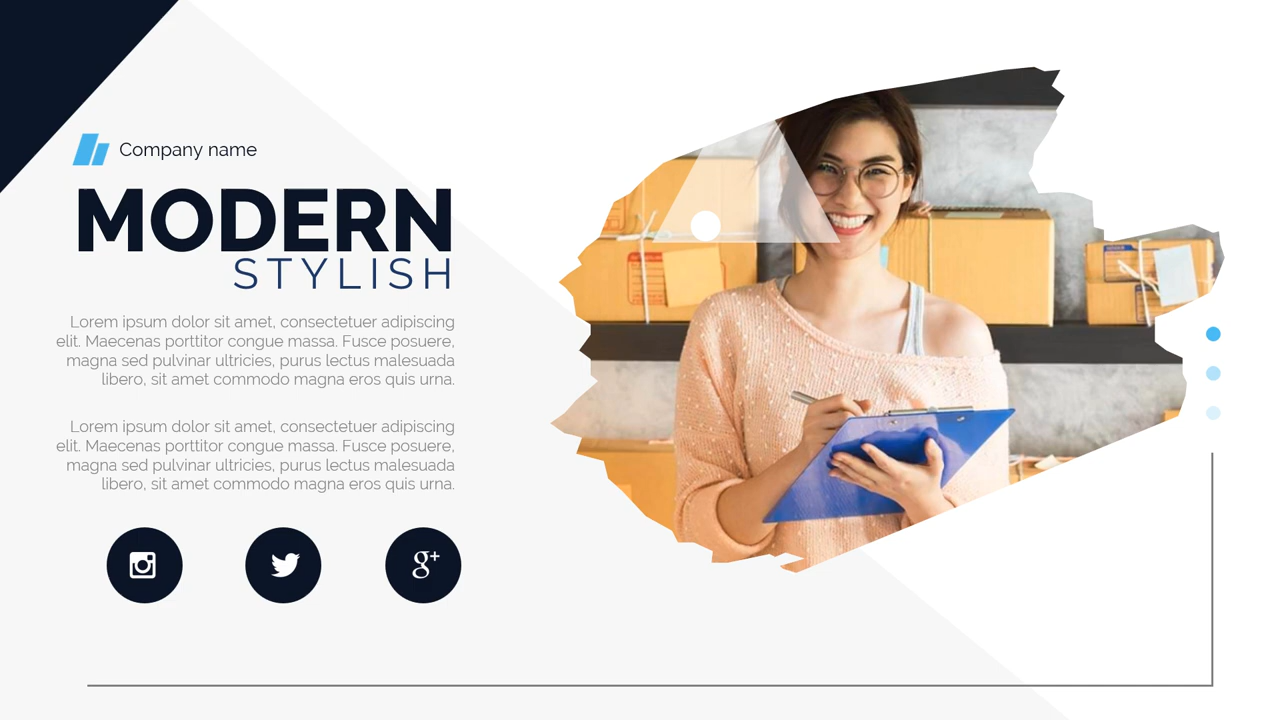 Company name
MODERN
STYLISH
Lorem ipsum dolor sit amet, consectetuer adipiscing
elit. Maecenas porttitor congue massa. Fusce posuere,
magna sed pulvinar ultricies, purus lectus malesuada
libero, sit amet commodo magna eros quis urna.
Lorem ipsum dolor sit amet, consectetuer adipiscing
elit. Maecenas porttitor congue massa. Fusce posuere,
magna sed pulvinar ultricies, purus lectus malesuada
libero, sit amet commodo magna eros quis urna.
g+